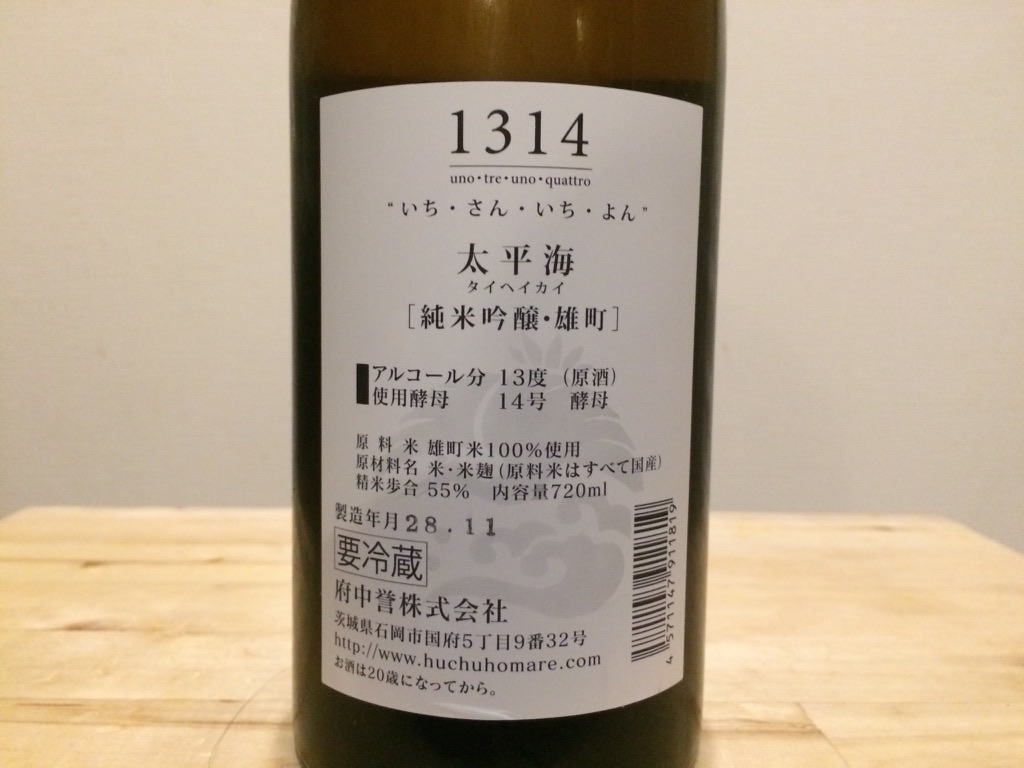 1314
uno・tre・uno・quattro
“いち・さん・いち・よん”
太平海
タイヘイカイ
［純米吟醸・雄町］
アルコール分 13度 （原酒）
使用酵母 14号 酵母
原料米 雄町米100%使用
原材料名 米・米麹（原料米はすべて国産）
精米歩合 55% 内容量720ml
製造年月28.11
要冷蔵
府中誉株式会社
茨城県石岡市国府5丁目9番32号
http://www.huchuhomare.com
お酒は20歳になってから。
4 571147 911819